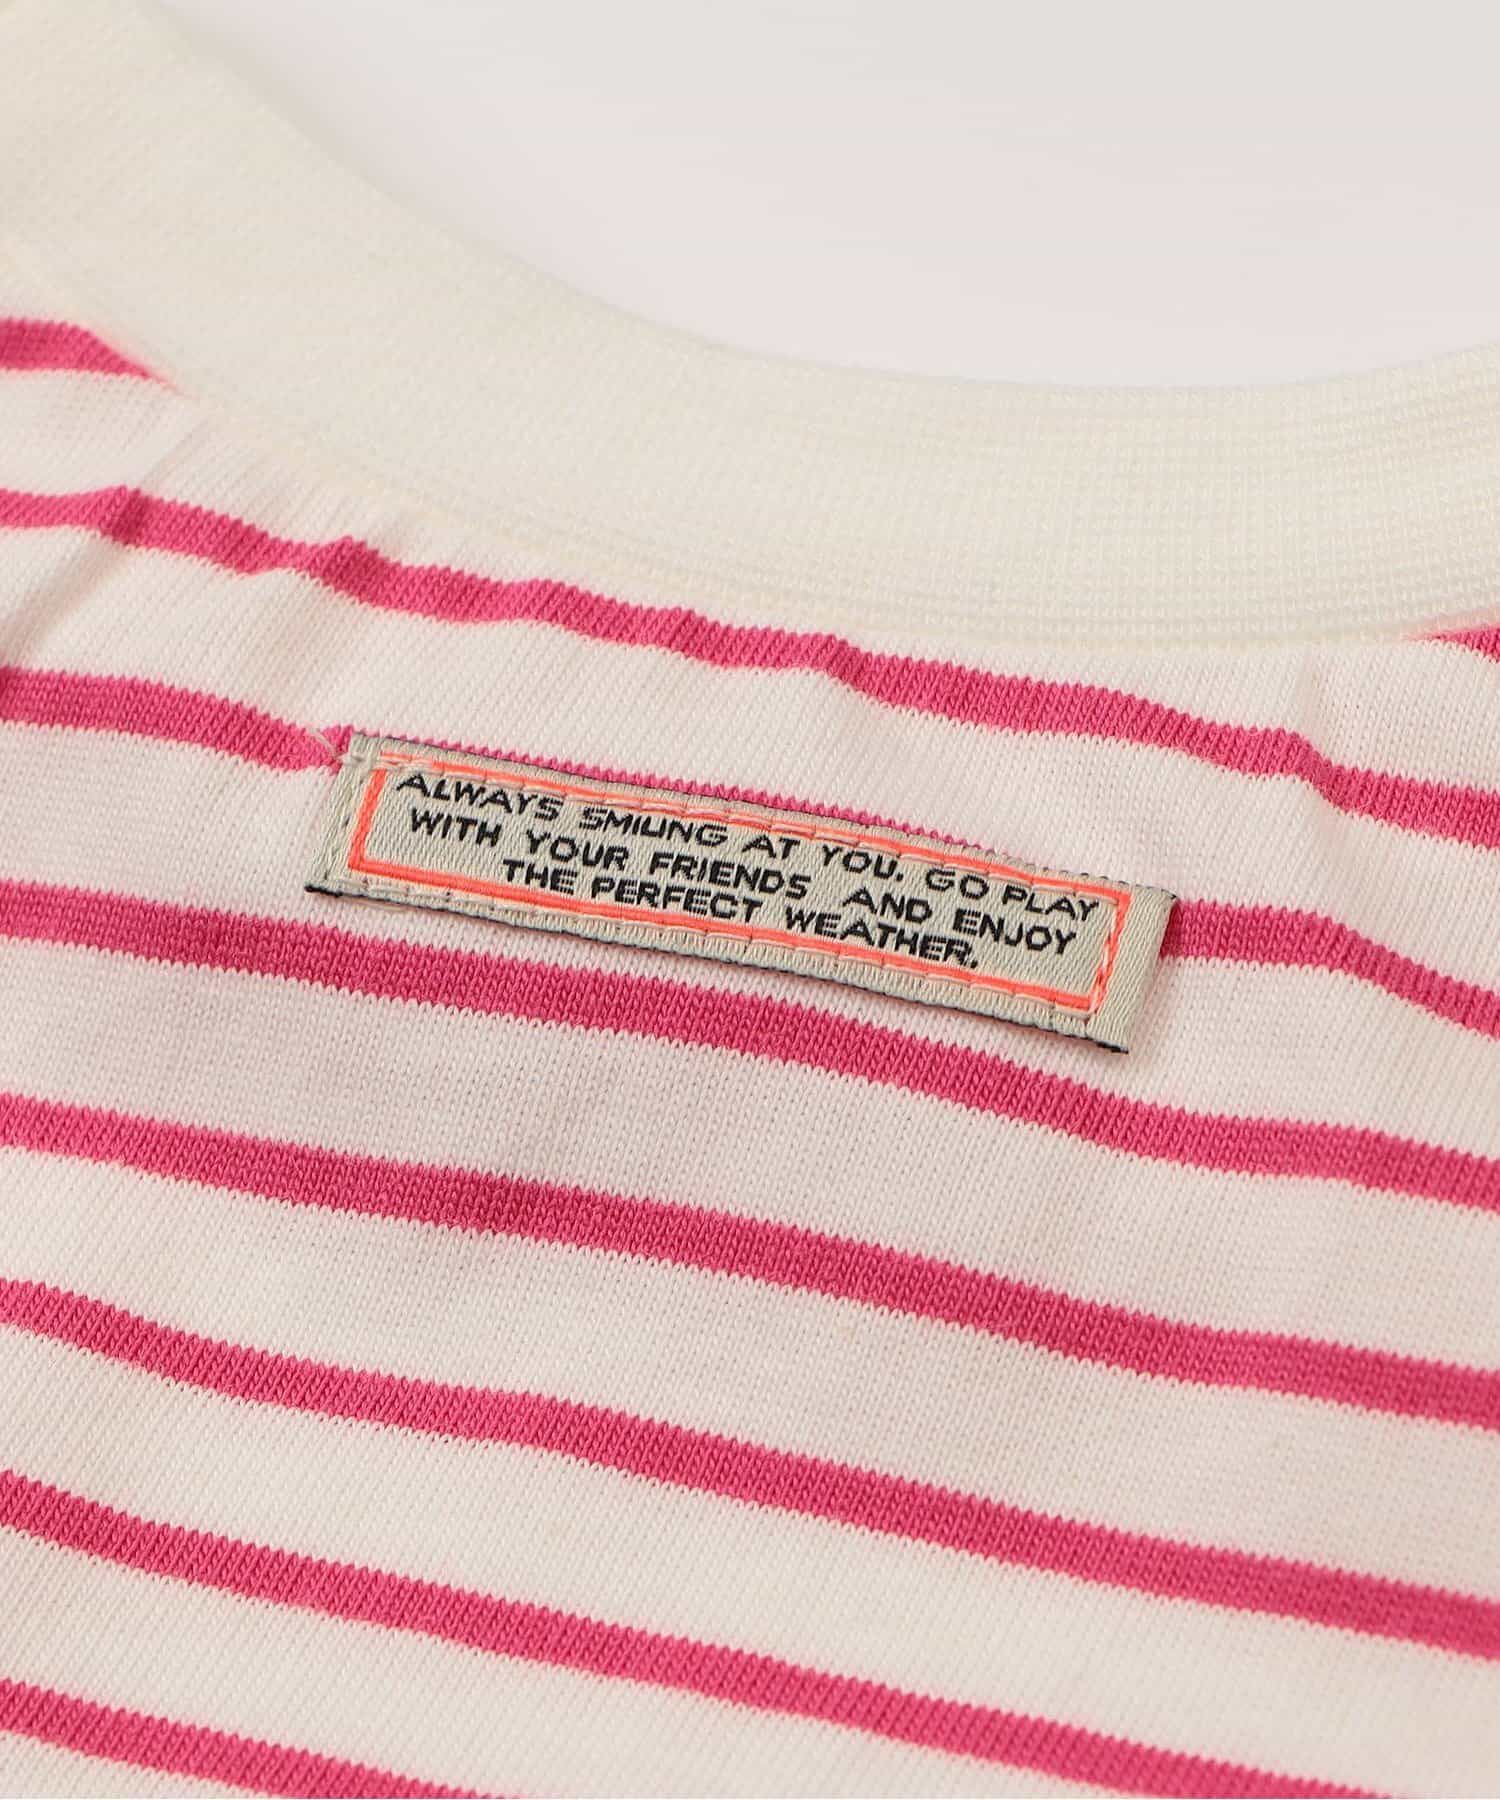 ALWAYS SMILING AT YOU. GO PLAY
WITH YOUR FRIENDS AND ENJOY
THE PERFECT WEATHER.